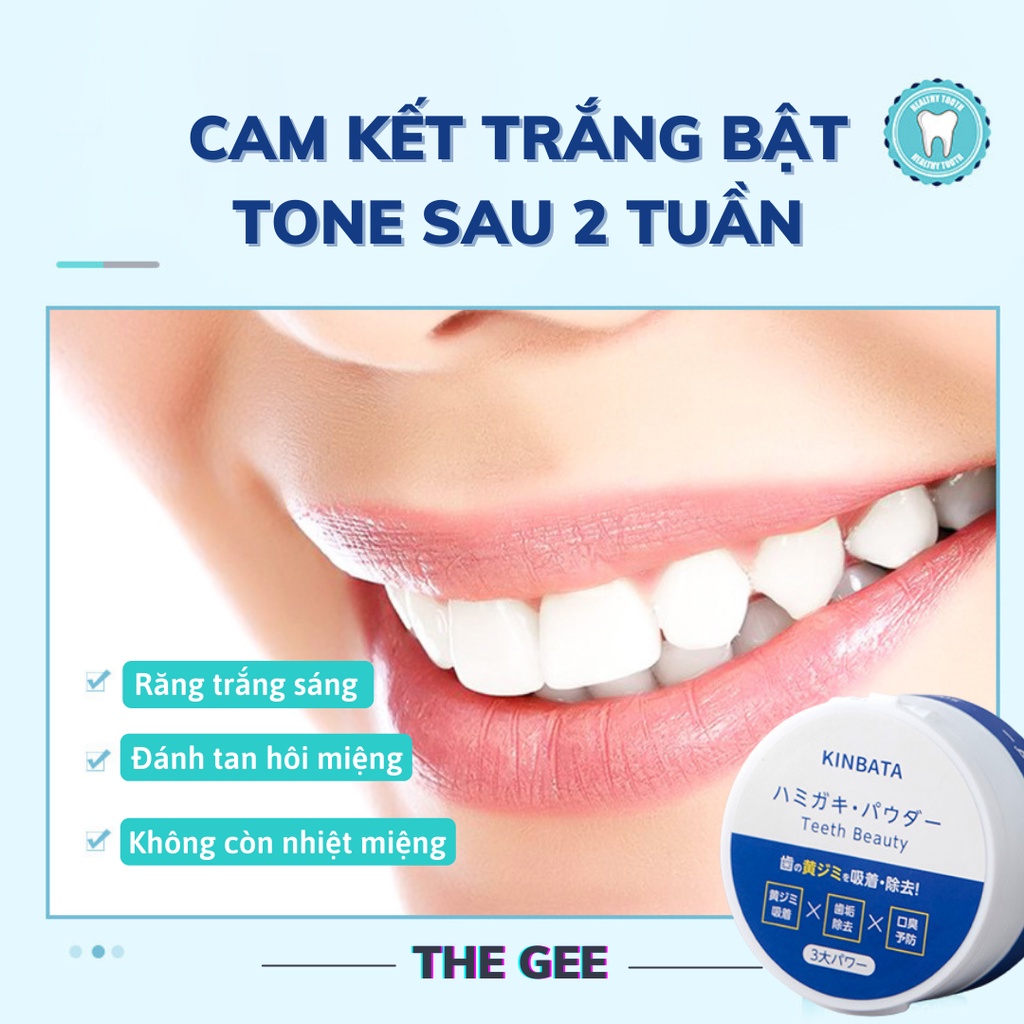 CAM KẾT TRẮNG BẬT
TONE SAU 2 TUẦN
HEALTHY TOOTH
HEALTHY TOOTH
Răng trắng sáng
Đánh tan hôi miệng
Không còn nhiệt miệng
KINBATA
ハミガキ・パウダー
Teeth Beauty
歯の黄ジミを吸着・除去!
黄ジミ
吸着
×
歯垢
除去
×
口臭
予防
3大パワー
THE GEE